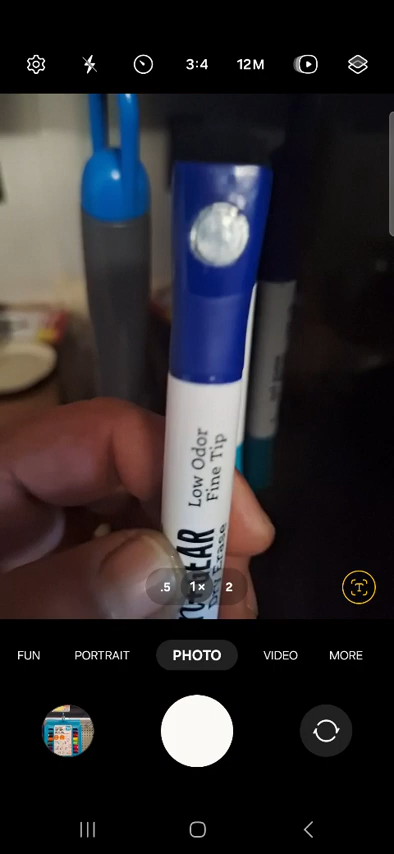 3:4
12M
Low Odor
Fine Tip
Dry Erase
.5
1×
2
T
FUN
PORTRAIT
PHOTO
VIDEO
MORE